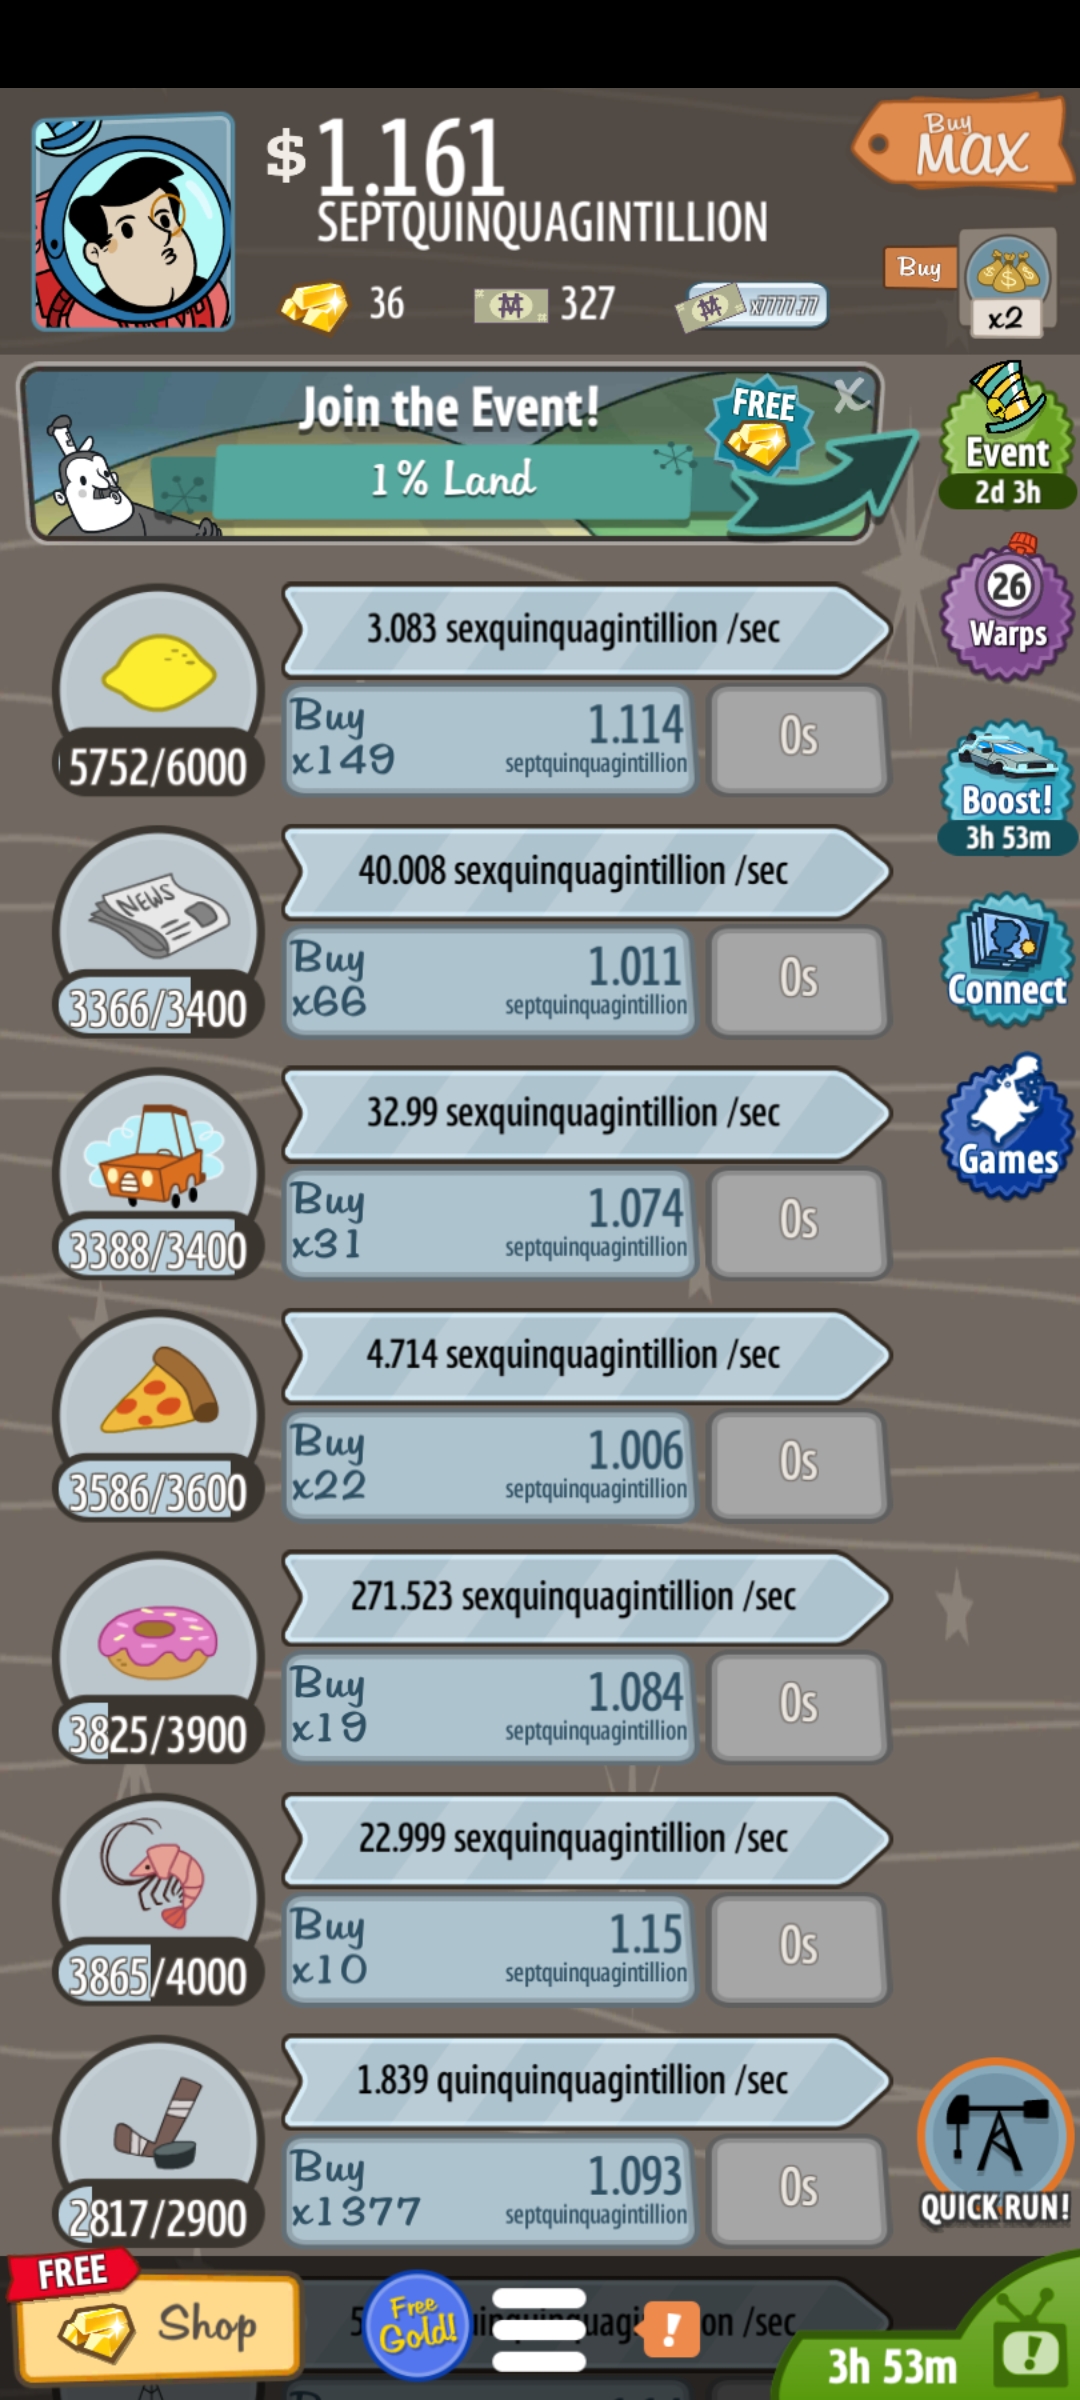 $1.161
SEPTQUINQUAGINTILLION
Buy
MAX
36
327
x7777.77
Buy
x2
Join the Event!
1% Land
FREE
X
Event
2d 3h
3.083 sexquinquagintillion /sec
5752/6000
Buy
x149
1.114
septquinquagintillion
0s
26
Warps
40.008 sexquinquagintillion /sec
NEWS
3366/3400
Buy
x66
1.011
septquinquagintillion
0s
Boost!
3h 53m
Connect
32.99 sexquinquagintillion /sec
3388/3400
Buy
x31
1.074
septquinquagintillion
0s
Games
4.714 sexquinquagintillion /sec
3586/3600
Buy
x22
1.006
septquinquagintillion
0s
271.523 sexquinquagintillion /sec
3825/3900
Buy
x19
1.084
septquinquagintillion
0s
22.999 sexquinquagintillion /sec
3865/4000
Buy
x10
1.15
septquinquagintillion
0s
1.839 quinquinquagintillion /sec
2817/2900
Buy
x1377
1.093
septquinquagintillion
0s
QUICK RUN!
FREE
Shop
Free
Gold!
!
/sec
3h 53m
!